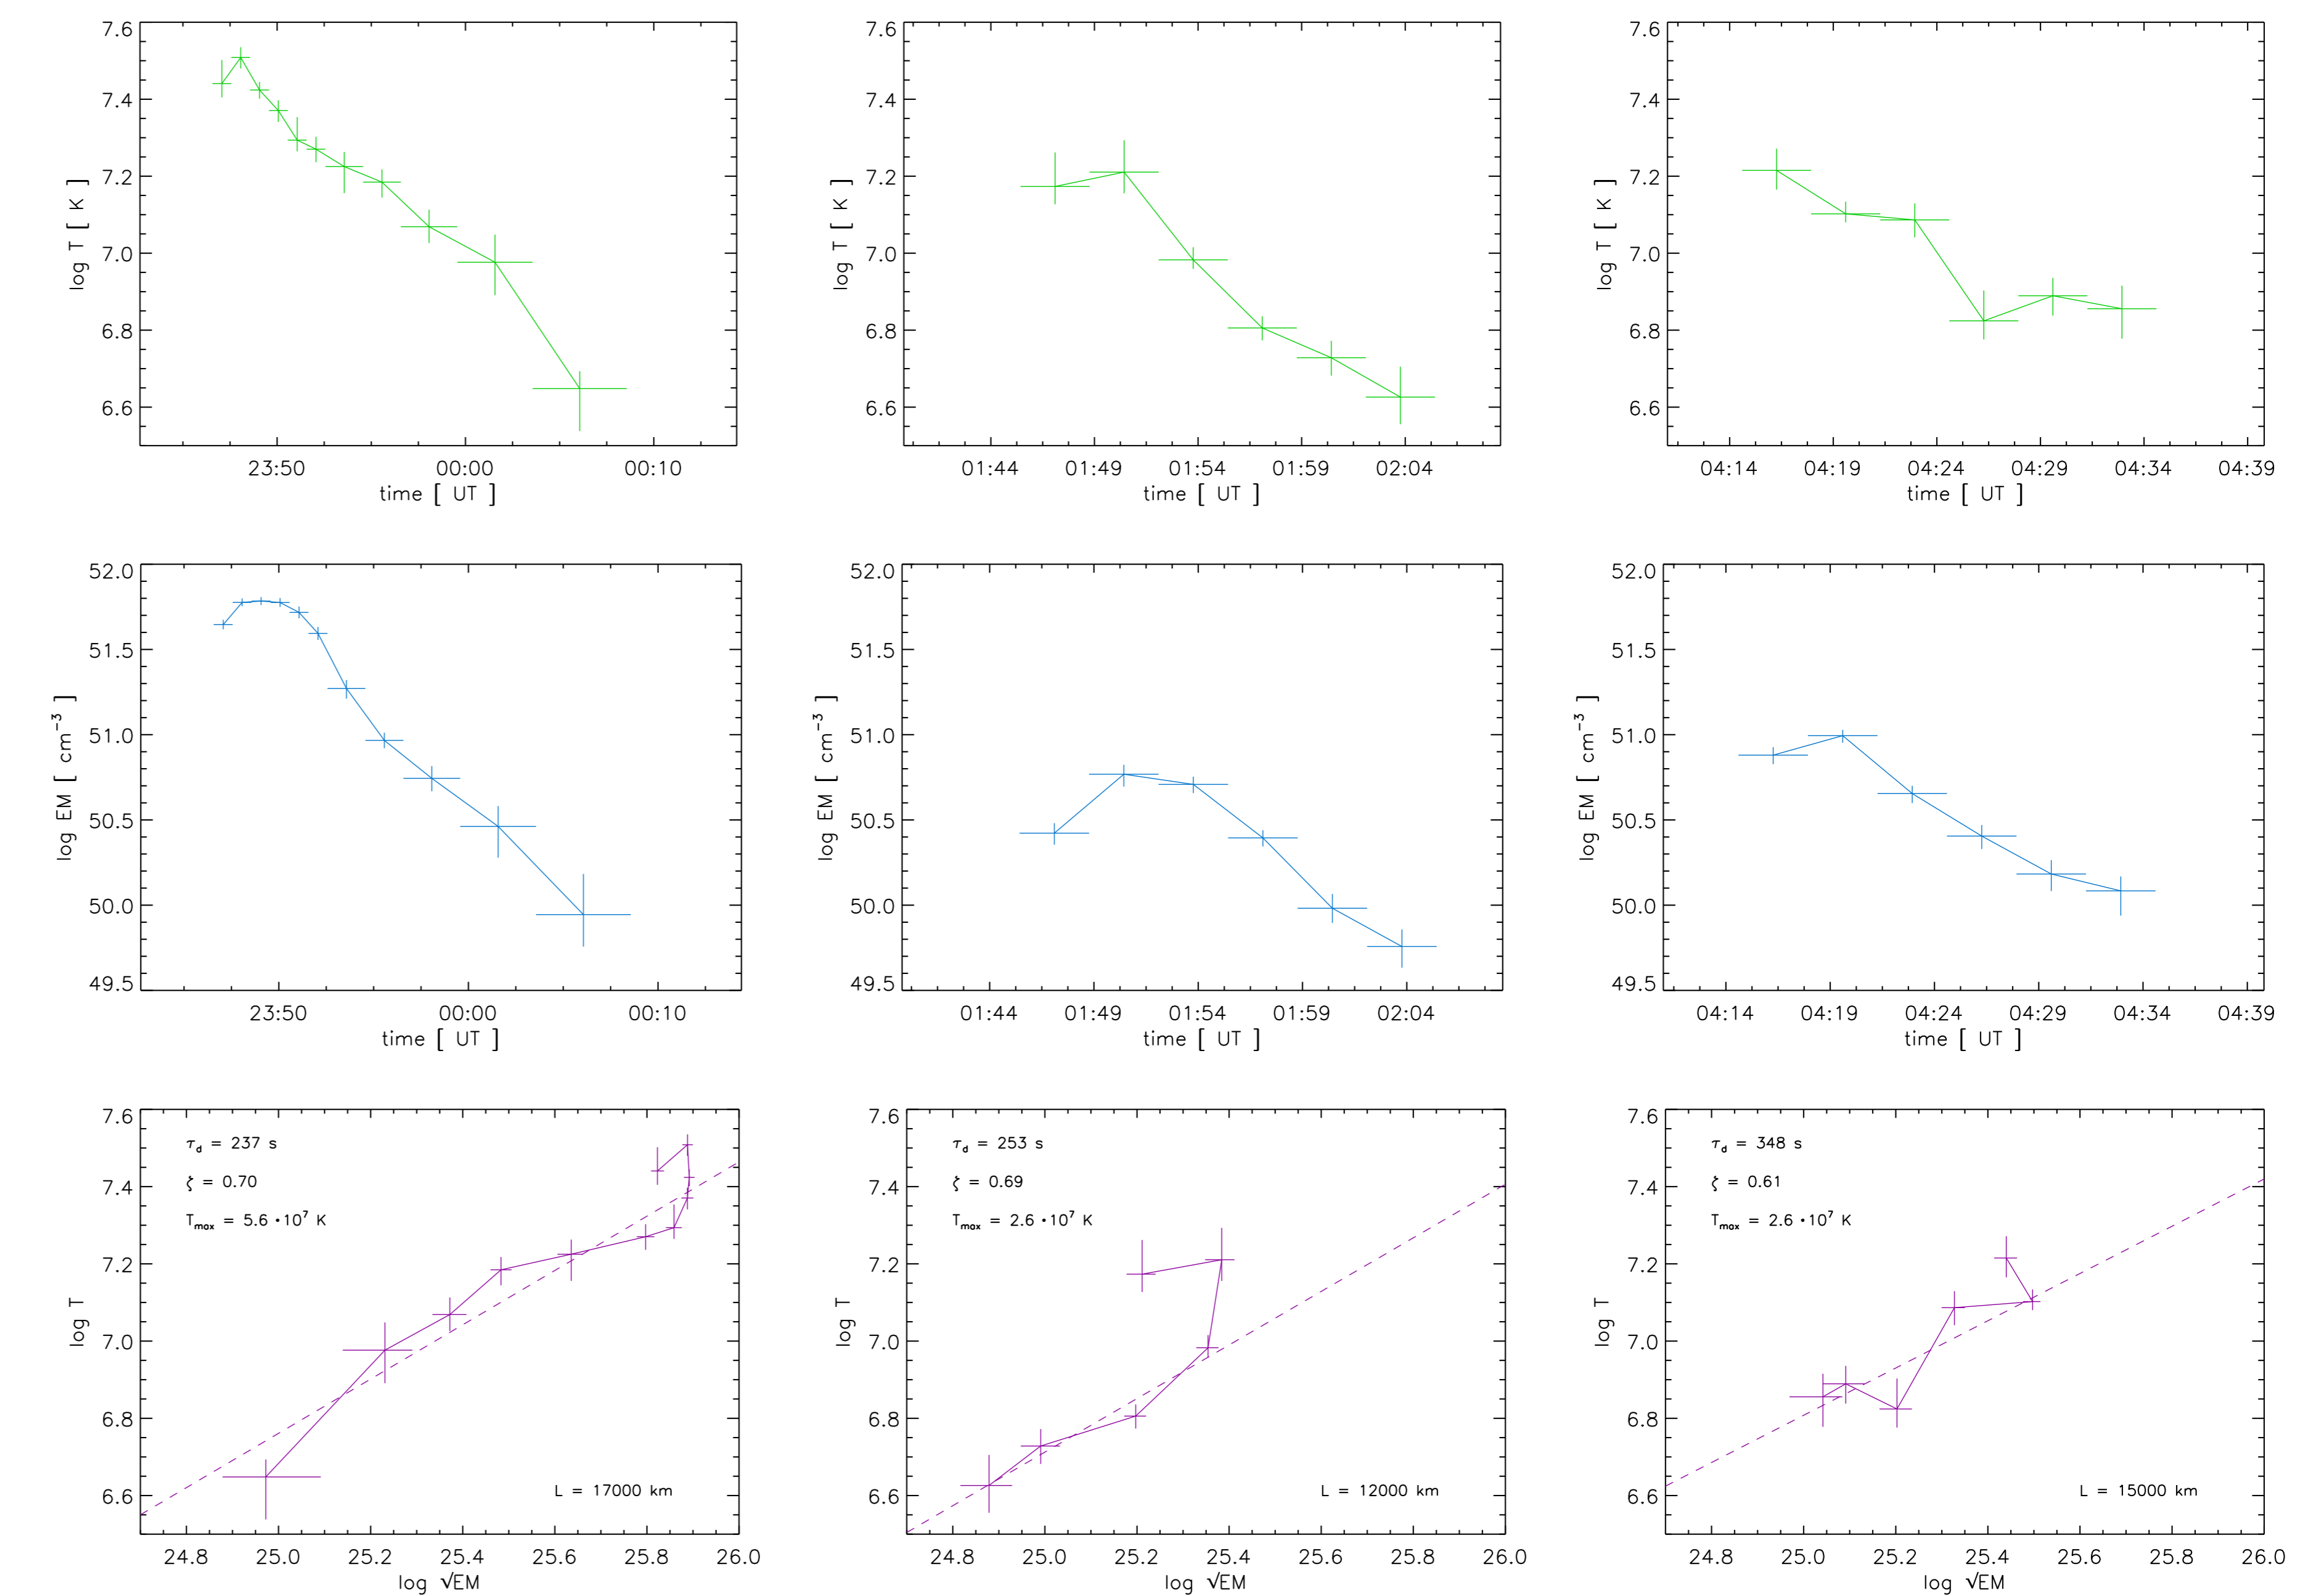 7.6
7.4
7.2
7.0
6.8
6.6
log T [ K ]
23:50 00:00 00:10
time [ UT ]
7.6
7.4
7.2
7.0
6.8
6.6
log T [ K ]
01:44 01:49 01:54 01:59 02:04
time [ UT ]
7.6
7.4
7.2
7.0
6.8
6.6
log T [ K ]
04:14 04:19 04:24 04:29 04:34 04:39
time [ UT ]
52.0
51.5
51.0
50.5
50.0
49.5
log EM [ cm⁻³ ]
23:50 00:00 00:10
time [ UT ]
52.0
51.5
51.0
50.5
50.0
49.5
log EM [ cm⁻³ ]
01:44 01:49 01:54 01:59 02:04
time [ UT ]
52.0
51.5
51.0
50.5
50.0
49.5
log EM [ cm⁻³ ]
04:14 04:19 04:24 04:29 04:34 04:39
time [ UT ]
7.6
7.4
7.2
7.0
6.8
6.6
log T
τd = 237 s
ζ = 0.70
Tmax = 5.6 •10⁷ K
L = 17000 km
24.8 25.0 25.2 25.4 25.6 25.8 26.0
log √EM
7.6
7.4
7.2
7.0
6.8
6.6
log T
τd = 253 s
ζ = 0.69
Tmax = 2.6 •10⁷ K
L = 12000 km
24.8 25.0 25.2 25.4 25.6 25.8 26.0
log √EM
7.6
7.4
7.2
7.0
6.8
6.6
log T
τd = 348 s
ζ = 0.61
Tmax = 2.6 •10⁷ K
L = 15000 km
24.8 25.0 25.2 25.4 25.6 25.8 26.0
log √EM